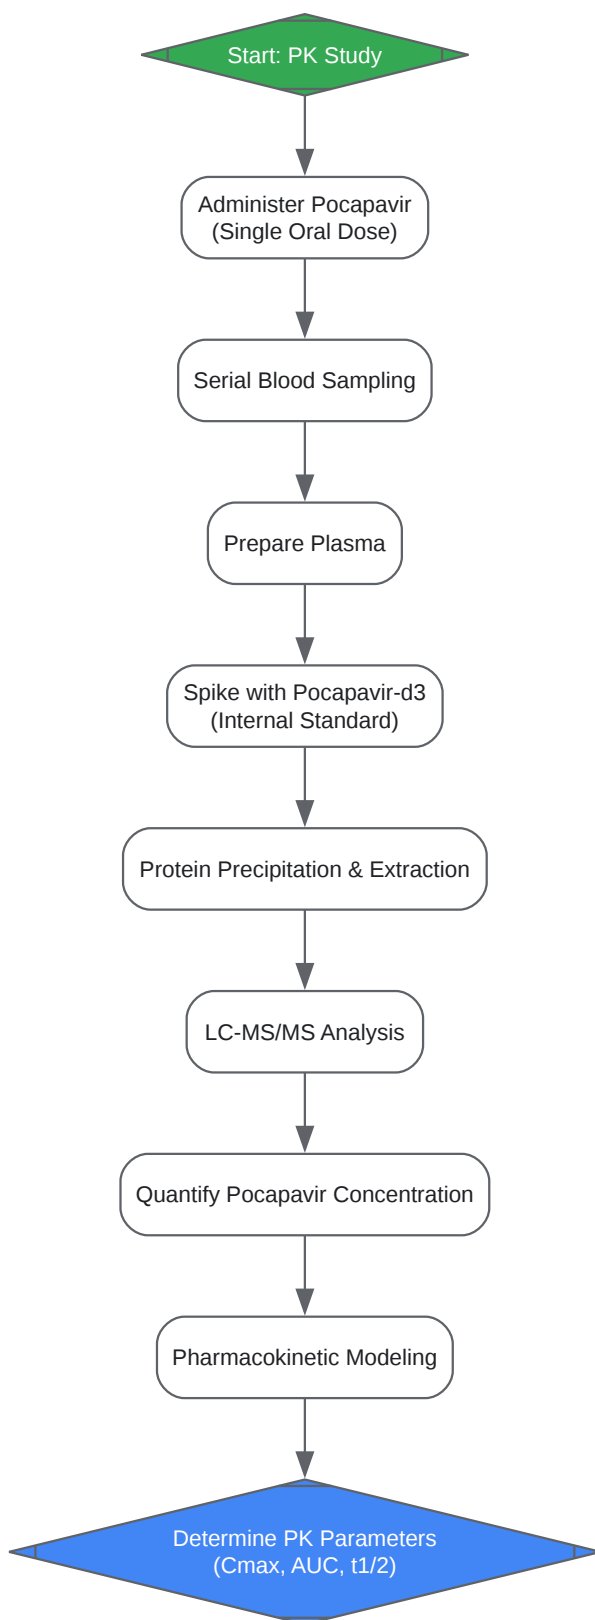 Start: PK Study
Administer Pocapavir
(Single Oral Dose)
Serial Blood Sampling
Prepare Plasma
Spike with Pocapavir-d3
(Internal Standard)
Protein Precipitation & Extraction
LC-MS/MS Analysis
Quantify Pocapavir Concentration
Pharmacokinetic Modeling
Determine PK Parameters
(Cmax, AUC, t1/2)